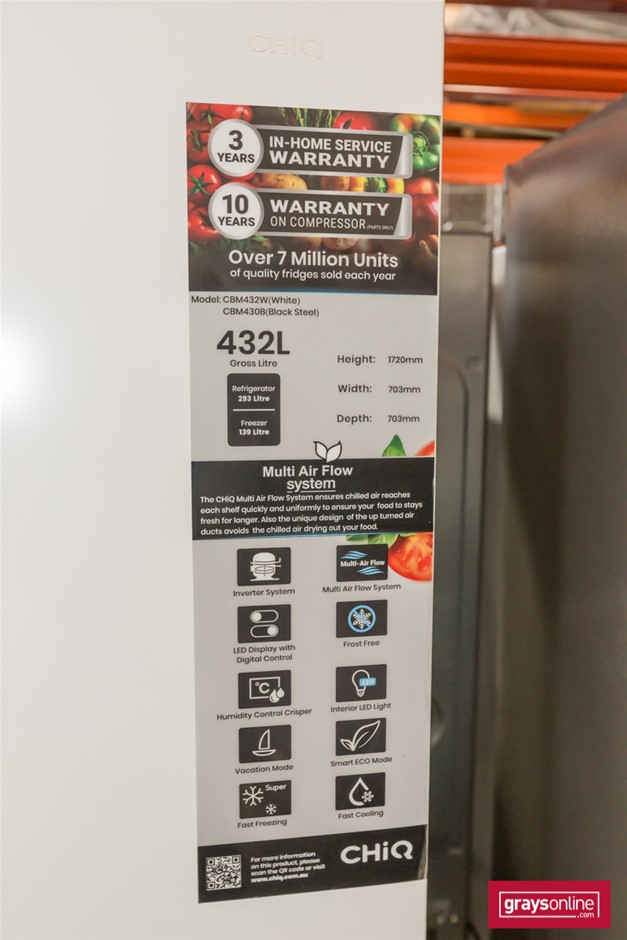 CHiQ
3
YEARS
IN-HOME SERVICE
WARRANTY
10
YEARS
WARRANTY
ON COMPRESSOR (PARTS ONLY)
Over 7 Million Units
of quality fridges sold each year
Model: CBM432W(White)
CBM430B(Black Steel)
432L
Gross Litre
Refrigerator
293 Litre
Freezer
139 Litre
Height: 1720mm
Width: 703mm
Depth: 703mm
Multi Air Flow
system
The CHiQ Multi Air Flow System ensures chilled air reaches
each shelf quickly and uniformly to ensure your food to stays
fresh for longer. Also the unique design of the up turned air
ducts avoids the chilled air drying out your food.
Inverter System
Multi-Air Flow
Multi Air Flow System
LED Display with
Digital Control
Frost Free
°C
Humidity Control Crisper
LED
Interior LED Light
Vacation Mode
Smart ECO Mode
Super
Fast Freezing
Fast Cooling
For more information
on this product, please
scan the QR code or visit
www.chiq.com.au
CHiQ
graysonline
.com